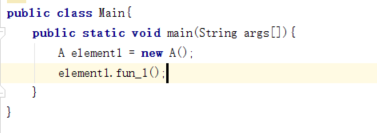 public class Main{
public static void main(String args[]){
A element1 = new A();
element1.fun_1();
}
}